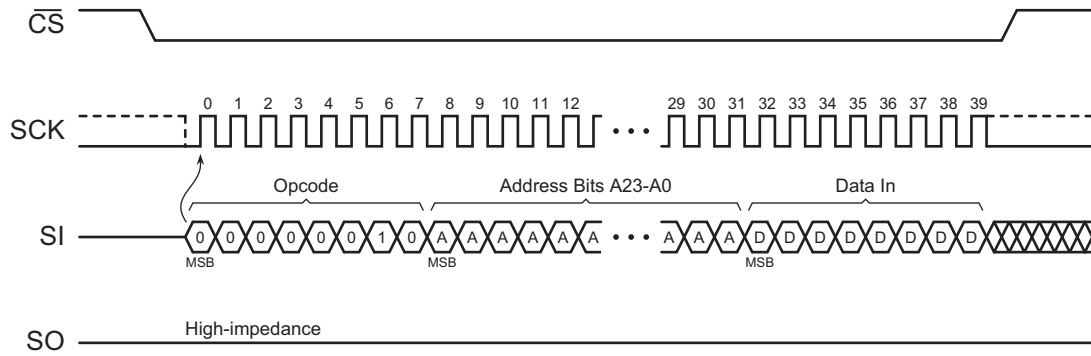 CS
0 1 2 3 4 5 6 7 8 9 10 11 12 29 30 31 32 33 34 35 36 37 38 39
SCK
Opcode Address Bits A23-A0 Data In
SI 0 0 0 0 0 0 1 0 A A A A A A A A A D D D D D D D D
MSB MSB MSB
High-impedance
SO